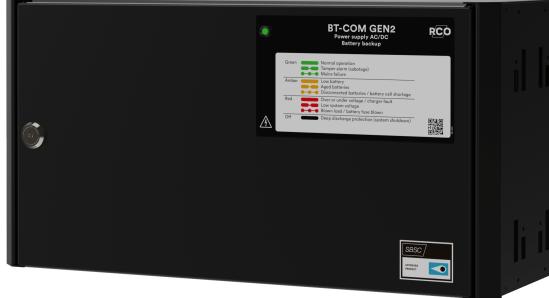 BT-COM GEN2
Power supply AC/DC
Battery backup
RCO
Green Normal operation
Tamper alarm (sabotage)
Mains failure
Amber Low battery
Aged batteries
Disconnected batteries / battery cell shortage
Red Over or under voltage / charger fault
Low system voltage
Blown load / battery fuse blown
Off Deep discharge protection (system shutdown)
SBSC
APPROVED
PRODUCT